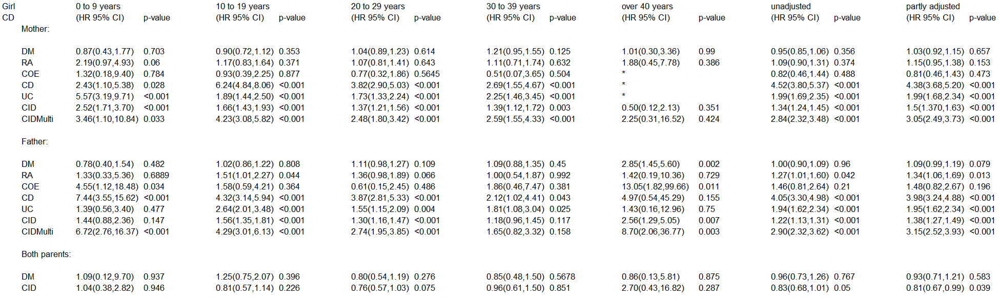 Girl 0 to 9 years 10 to 19 years 20 to 29 years 30 to 39 years over 40 years unadjusted partly adjusted
CD (HR 95% CI) p-value (HR 95% CI) p-value (HR 95% CI) p-value (HR 95% CI) p-value (HR 95% CI) p-value (HR 95% CI) p-value (HR 95% CI) p-value
Mother:
DM 0.87(0.43,1.77) 0.703 0.90(0.72,1.12) 0.353 1.04(0.89,1.23) 0.614 1.21(0.95,1.55) 0.125 1.01(0.30,3.36) 0.99 0.95(0.85,1.06) 0.356 1.03(0.92,1.15) 0.657
RA 2.19(0.97,4.93) 0.06 1.17(0.83,1.64) 0.371 1.07(0.81,1.41) 0.643 1.11(0.71,1.74) 0.632 1.88(0.45,7.78) 0.386 1.09(0.90,1.31) 0.374 1.15(0.95,1.38) 0.153
COE 1.32(0.18,9.40) 0.784 0.93(0.39,2.25) 0.877 0.77(0.32,1.86) 0.5645 0.51(0.07,3.65) 0.504 * 0.82(0.46,1.44) 0.488 0.81(0.46,1.43) 0.473
CD 2.43(1.10,5.38) 0.028 6.24(4.84,8.06) <0.001 3.82(2.90,5.03) <0.001 2.69(1.55,4.67) <0.001 * 4.52(3.80,5.37) <0.001 4.38(3.68,5.20) <0.001
UC 5.57(3.19,9.71) <0.001 1.89(1.44,2.50) <0.001 1.73(1.33,2.24) <0.001 2.25(1.46,3.45) <0.001 * 1.99(1.69,2.35) <0.001 1.99(1.68,2.34) <0.001
CID 2.52(1.71,3.70) <0.001 1.66(1.43,1.93) <0.001 1.37(1.21,1.56) <0.001 1.39(1.12,1.72) 0.003 0.50(0.12,2.13) 0.351 1.34(1.24,1.45) <0.001 1.5(1.370,1.63) <0.001
CIDMulti 3.46(1.10,10.84) 0.033 4.23(3.08,5.82) <0.001 2.48(1.80,3.42) <0.001 2.59(1.55,4.33) <0.001 2.25(0.31,16.52) 0.424 2.84(2.32,3.48) <0.001 3.05(2.49,3.73) <0.001
Father:
DM 0.78(0.40,1.54) 0.482 1.02(0.86,1.22) 0.808 1.11(0.98,1.27) 0.109 1.09(0.88,1.35) 0.45 2.85(1.45,5.60) 0.002 1.00(0.90,1.09) 0.96 1.09(0.99,1.19) 0.079
RA 1.33(0.33,5.36) 0.6889 1.51(1.01,2.27) 0.044 1.36(0.98,1.89) 0.066 1.00(0.54,1.87) 0.992 1.42(0.19,10.36) 0.729 1.27(1.01,1.60) 0.042 1.34(1.06,1.69) 0.013
COE 4.55(1.12,18.48) 0.034 1.58(0.59,4.21) 0.364 0.61(0.15,2.45) 0.486 1.86(0.46,7.47) 0.381 13.05(1.82,99.66) 0.011 1.46(0.81,2.64) 0.21 1.48(0.82,2.67) 0.196
CD 7.44(3.55,15.62) <0.001 4.32(3.14,5.94) <0.001 3.87(2.81,5.33) <0.001 2.12(1.02,4.41) 0.043 4.97(0.54,45.29) 0.155 4.05(3.30,4.98) <0.001 3.98(3.24,4.88) <0.001
UC 1.39(0.56,3.40) 0.477 2.64(2.01,3.48) <0.001 1.55(1.15,2.09) 0.004 1.81(1.08,3.04) 0.025 1.43(0.16,12.96) 0.75 1.94(1.62,2.34) <0.001 1.95(1.62,2.34) <0.001
CID 1.44(0.88,2.36) 0.147 1.56(1.35,1.81) <0.001 1.30(1.16,1.47) <0.001 1.18(0.96,1.45) 0.117 2.56(1.29,5.05) 0.007 1.22(1.13,1.31) <0.001 1.38(1.27,1.49) <0.001
CIDMulti 6.72(2.76,16.37) <0.001 4.29(3.01,6.13) <0.001 2.74(1.95,3.85) <0.001 1.65(0.82,3.32) 0.158 8.70(2.06,36.77) 0.003 2.90(2.32,3.62) <0.001 3.15(2.52,3.93) <0.001
Both parents:
DM 1.09(0.12,9.70) 0.937 1.25(0.75,2.07) 0.396 0.80(0.54,1.19) 0.276 0.85(0.48,1.50) 0.5678 0.86(0.13,5.81) 0.875 0.96(0.73,1.26) 0.767 0.93(0.71,1.21) 0.583
CID 1.04(0.38,2.82) 0.946 0.81(0.57,1.14) 0.226 0.76(0.57,1.03) 0.075 0.96(0.61,1.50) 0.851 2.70(0.43,16.82) 0.287 0.83(0.68,1.01) 0.05 0.81(0.67,0.99) 0.039